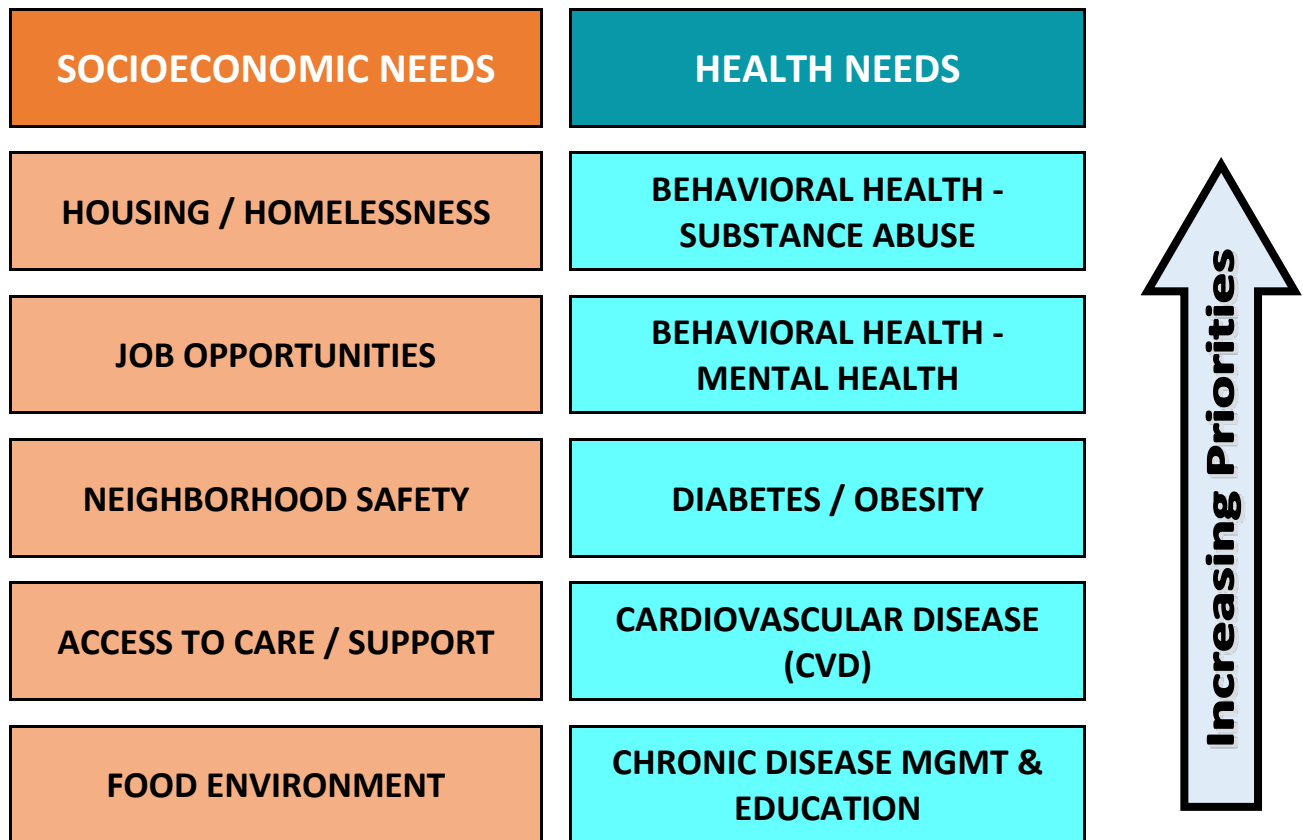 SOCIOECONOMIC NEEDS
HEALTH NEEDS
HOUSING / HOMELESSNESS
BEHAVIORAL HEALTH -
SUBSTANCE ABUSE
JOB OPPORTUNITIES
BEHAVIORAL HEALTH -
MENTAL HEALTH
NEIGHBORHOOD SAFETY
DIABETES / OBESITY
ACCESS TO CARE / SUPPORT
CARDIOVASCULAR DISEASE
(CVD)
FOOD ENVIRONMENT
CHRONIC DISEASE MGMT &
EDUCATION
Increasing Priorities